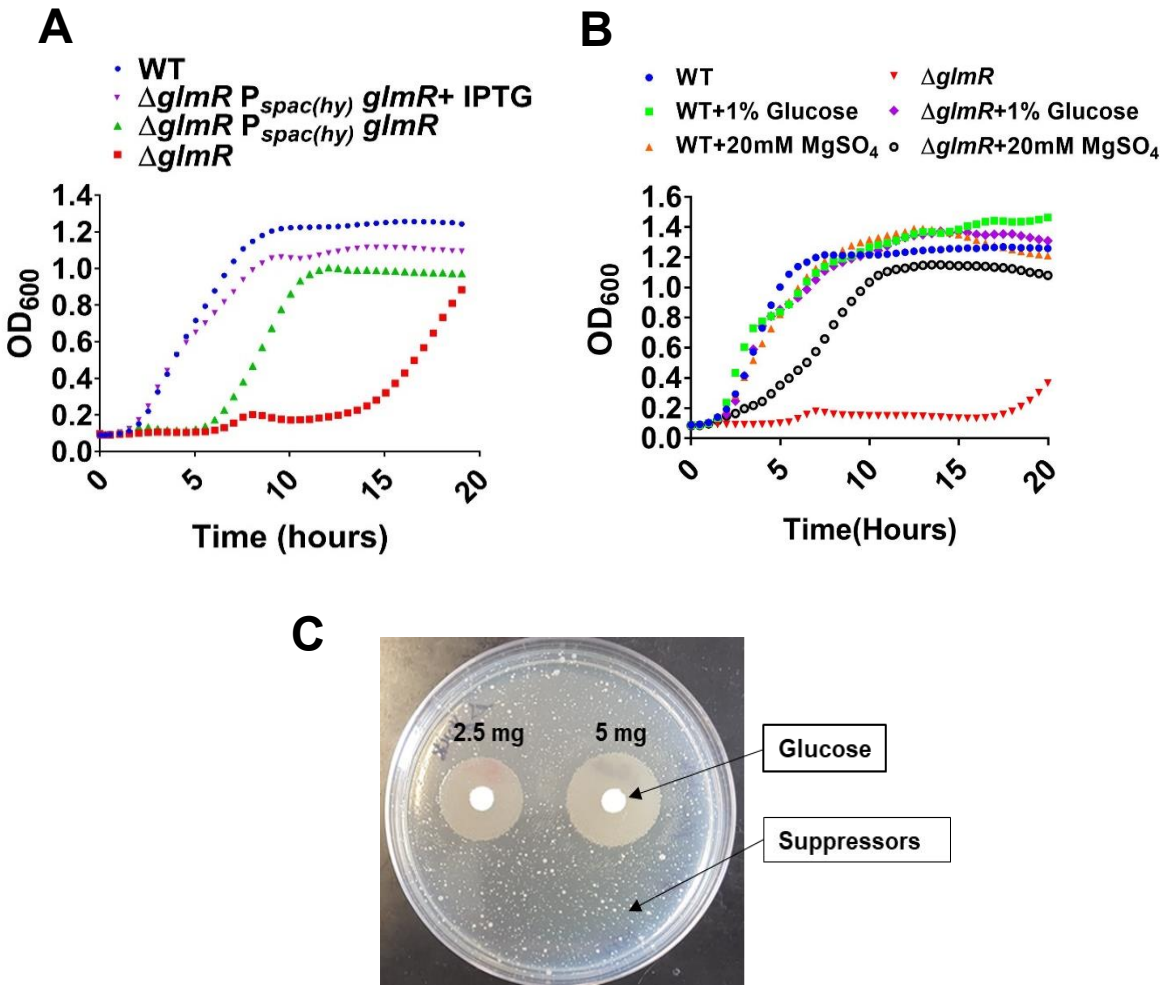 A
WT
ΔglmR Pspac(hy) glmR+ IPTG
ΔglmR Pspac(hy) glmR
ΔglmR
1.4
1.2
1.0
0.8
0.6
0.4
0.2
0.0
OD600
0
5
10
15
20
Time (hours)
B
WT
WT+1% Glucose
WT+20mM MgSO4
ΔglmR
ΔglmR+1% Glucose
ΔglmR+20mM MgSO4
1.6
1.4
1.2
1.0
0.8
0.6
0.4
0.2
0.0
OD600
0
5
10
15
20
Time(Hours)
C
2.5 mg
5 mg
Glucose
Suppressors